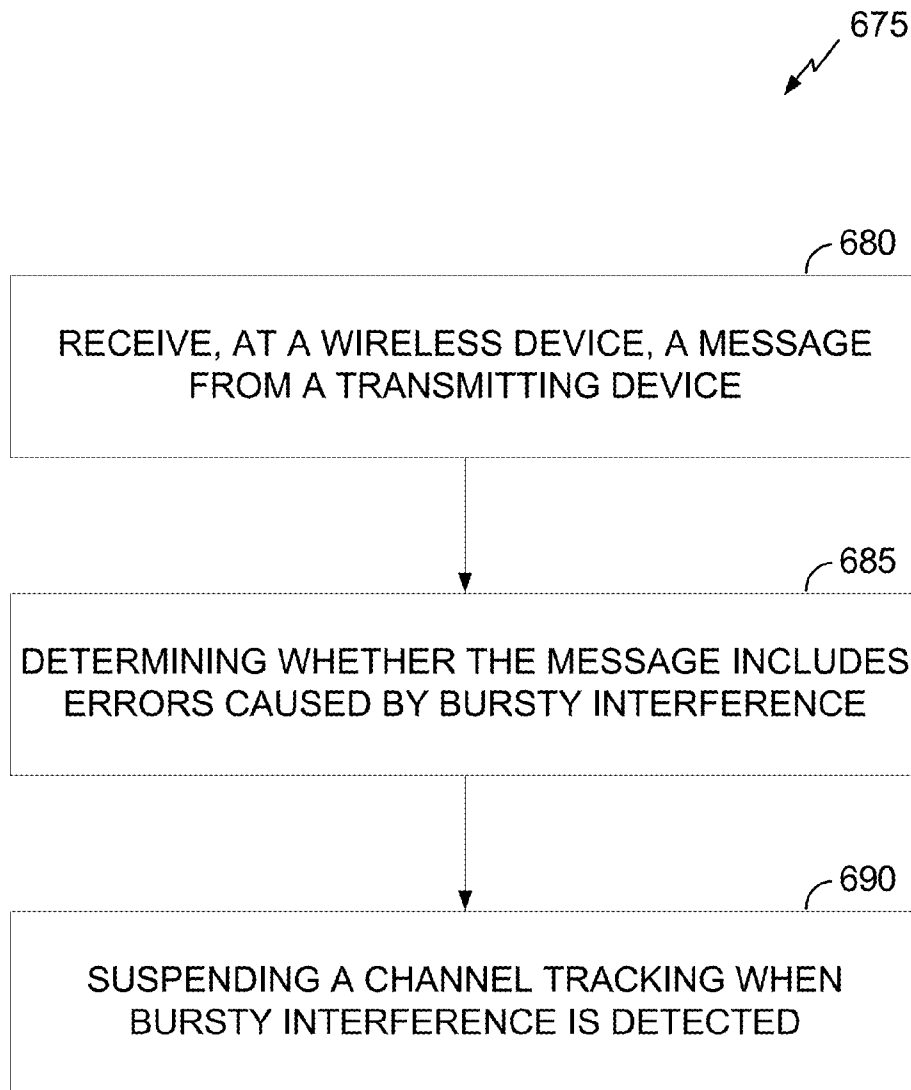 675
680
RECEIVE, AT A WIRELESS DEVICE, A MESSAGE
FROM A TRANSMITTING DEVICE
685
DETERMINING WHETHER THE MESSAGE INCLUDES
ERRORS CAUSED BY BURSTY INTERFERENCE
690
SUSPENDING A CHANNEL TRACKING WHEN
BURSTY INTERFERENCE IS DETECTED